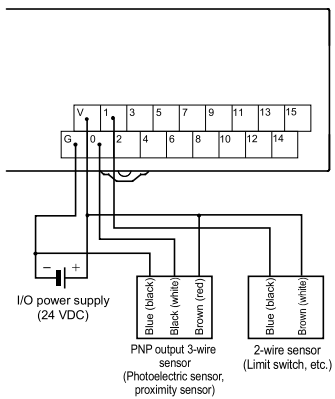 V 1 3 5 7 9 11 13 15
G 0 2 4 6 8 10 12 14
− +
I/O power supply
(24 VDC)
Blue (black)
Black (white)
Brown (red)
Blue (black)
Brown (white)
PNP output 3-wire
sensor
(Photoelectric sensor,
proximity sensor)
2-wire sensor
(Limit switch, etc.)